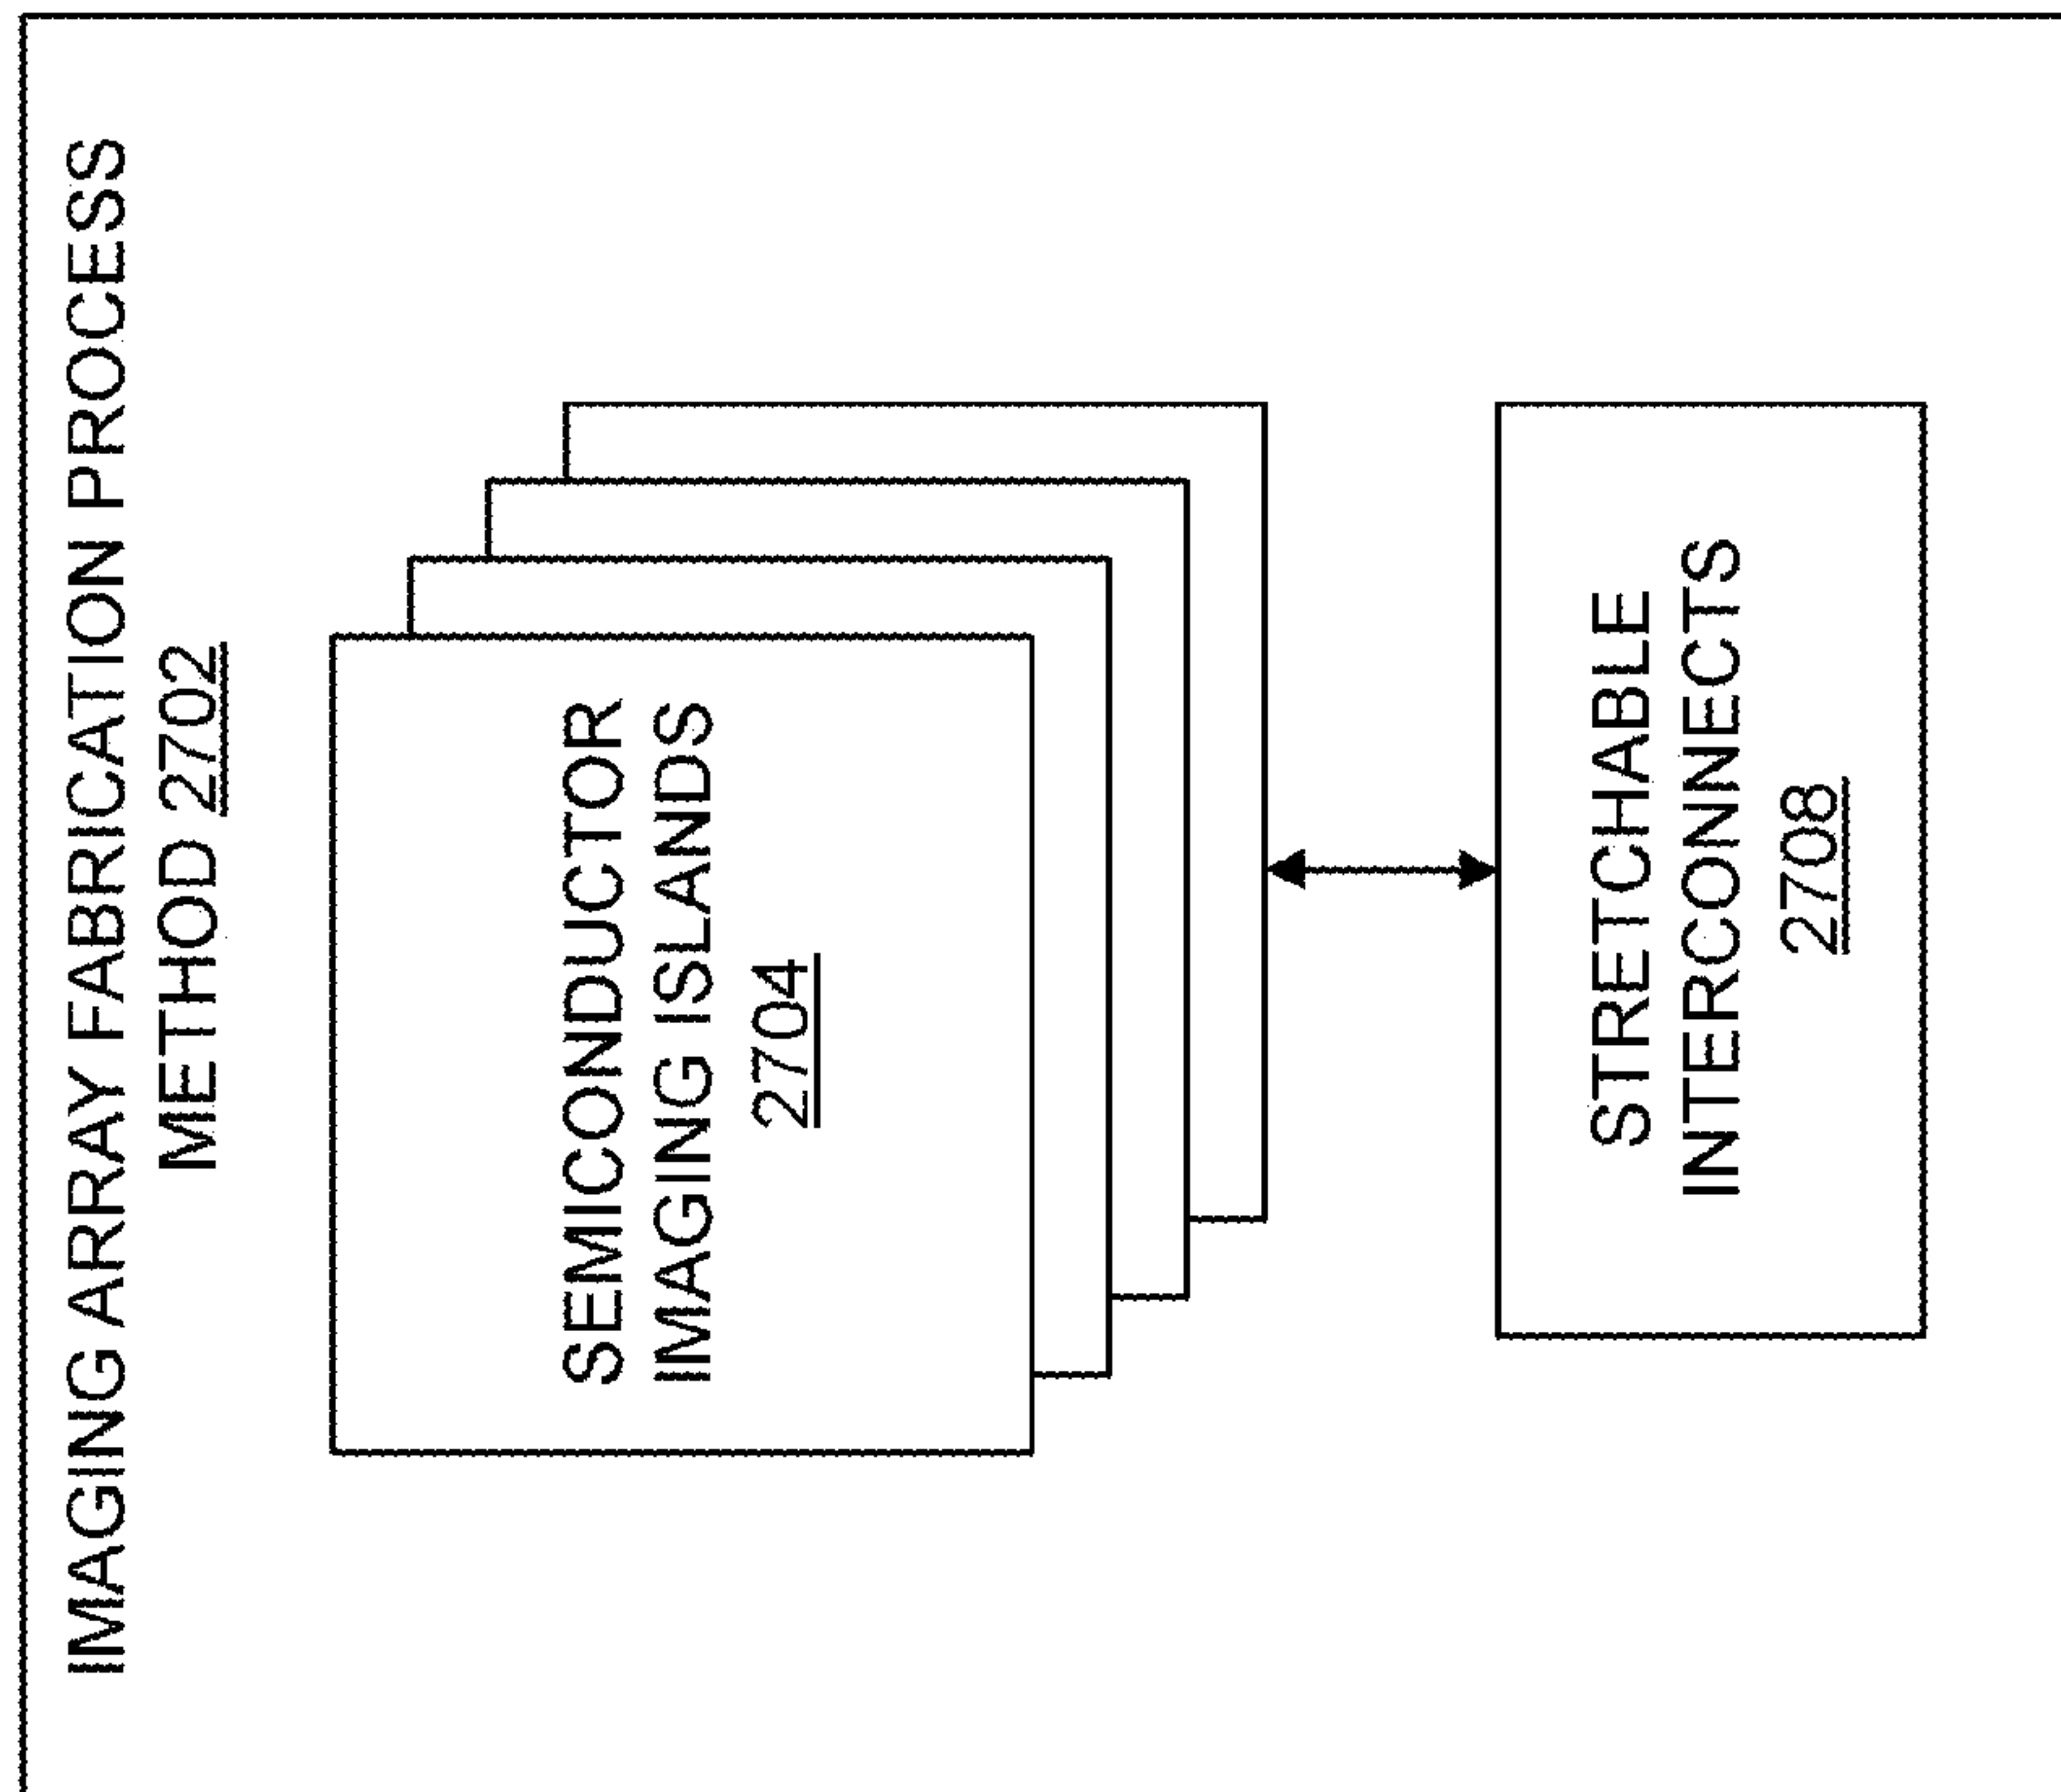 IMAGING ARRAY FABRICATION PROCESS
METHOD 2702
SEMICONDUCTOR
IMAGING ISLANDS
2704
STRETCHABLE
INTERCONNECTS
2708